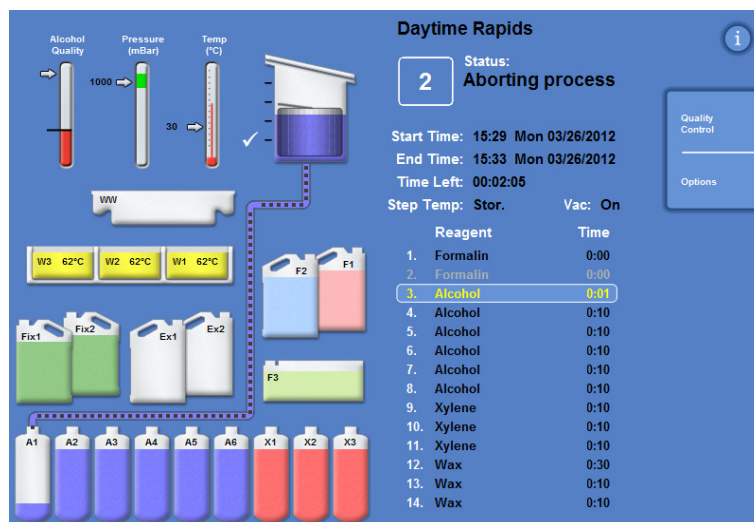 Daytime Rapids
i
Alcohol Quality
Pressure (mBar)
Temp (°C)
1000
30
✓
2
Status:
Aborting process
Start Time: 15:29 Mon 03/26/2012
End Time: 15:33 Mon 03/26/2012
Time Left: 00:02:05
Step Temp: Stor. Vac: On
Quality Control
Options
WW
W3 62°C
W2 62°C
W1 62°C
F2
F1
Fix1
Fix2
Ex1
Ex2
F3
A1
A2
A3
A4
A5
A6
X1
X2
X3
Reagent Time
1. Formalin 0:00
2. Formalin 0:00
3. Alcohol 0:01
4. Alcohol 0:10
5. Alcohol 0:10
6. Alcohol 0:10
7. Alcohol 0:10
8. Alcohol 0:10
9. Xylene 0:10
10. Xylene 0:10
11. Xylene 0:10
12. Wax 0:30
13. Wax 0:10
14. Wax 0:10